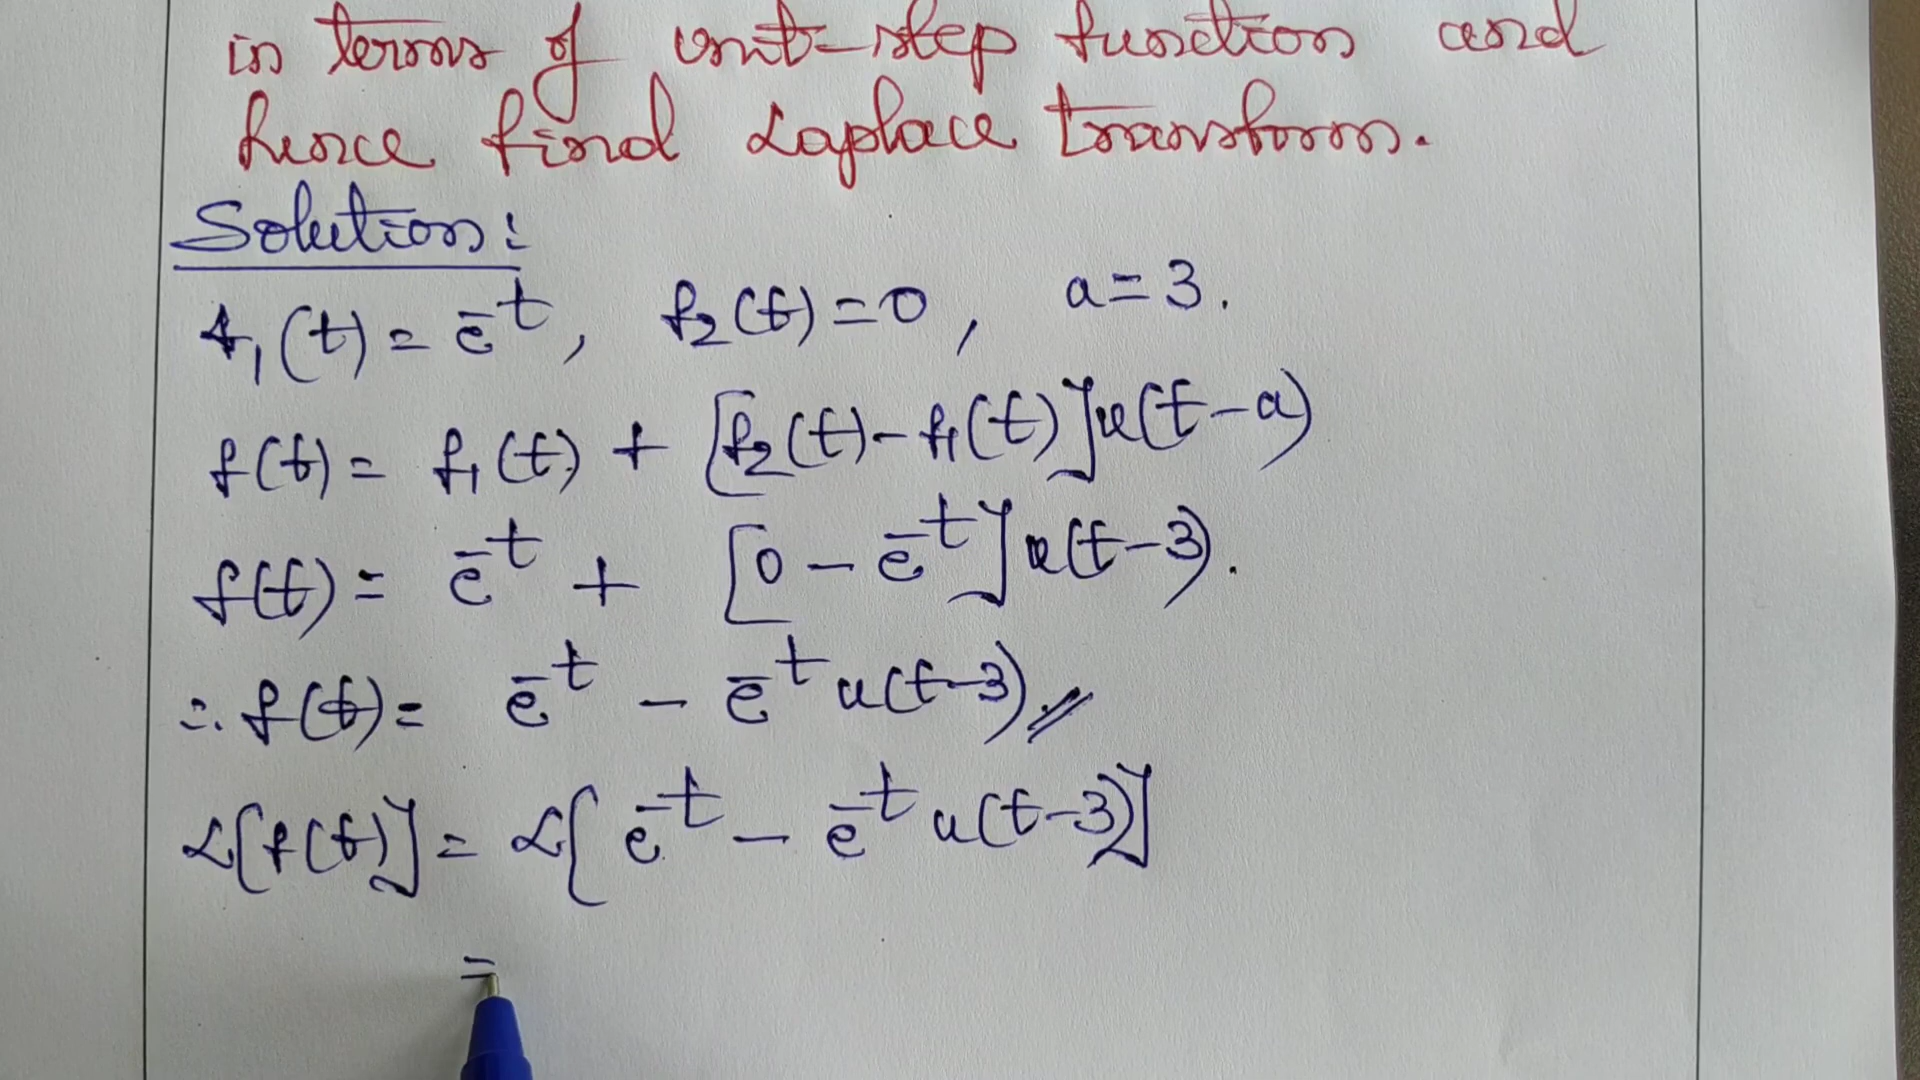 in terms of unit-step function and
hence find Laplace transform.
Solution:
f₁(t) = e⁻ᵗ, f₂(t) = 0, a = 3.
f(t) = f₁(t) + [f₂(t) - f₁(t)]u(t-a)
f(t) = e⁻ᵗ + [0 - e⁻ᵗ]u(t-3).
∴ f(t) = e⁻ᵗ - e⁻ᵗ u(t-3).//
L[f(t)] = L[e⁻ᵗ - e⁻ᵗ u(t-3)]
=